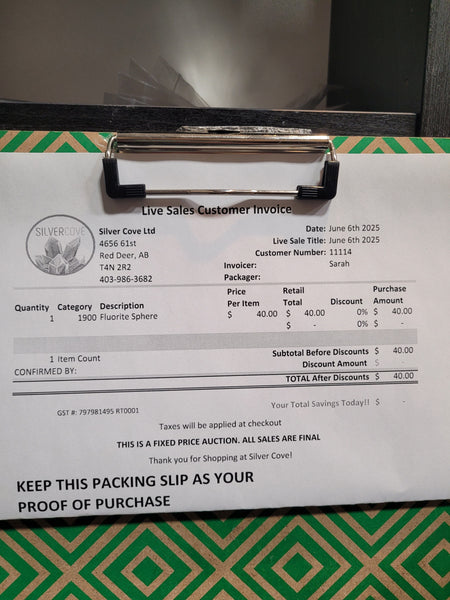 Live Sales Customer Invoice
SILVERCOVE
Silver Cove Ltd
4656 61st
Red Deer, AB
T4N 2R2
403-986-3682
Date: June 6th 2025
Live Sale Title: June 6th 2025
Customer Number: 11114
Invoicer: Sarah
Packager:
Quantity Category Description Price Per Item Retail Total Discount Purchase Amount
1 1900 Fluorite Sphere $ 40.00 $ 40.00 0% $ 40.00
$ - 0% $ -
1 Item Count
Subtotal Before Discounts $ 40.00
Discount Amount $ -
CONFIRMED BY:
TOTAL After Discounts $ 40.00
GST #: 797981495 RT0001
Your Total Savings Today!! $ -
Taxes will be applied at checkout
THIS IS A FIXED PRICE AUCTION. ALL SALES ARE FINAL
Thank you for Shopping at Silver Cove!
KEEP THIS PACKING SLIP AS YOUR
PROOF OF PURCHASE